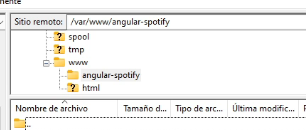 mente
Sitio remoto: /var/www/angular-spotify
spool
tmp
www
angular-spotify
html
Nombre de archivo Tamaño d... Tipo de arc... Última modific...
..